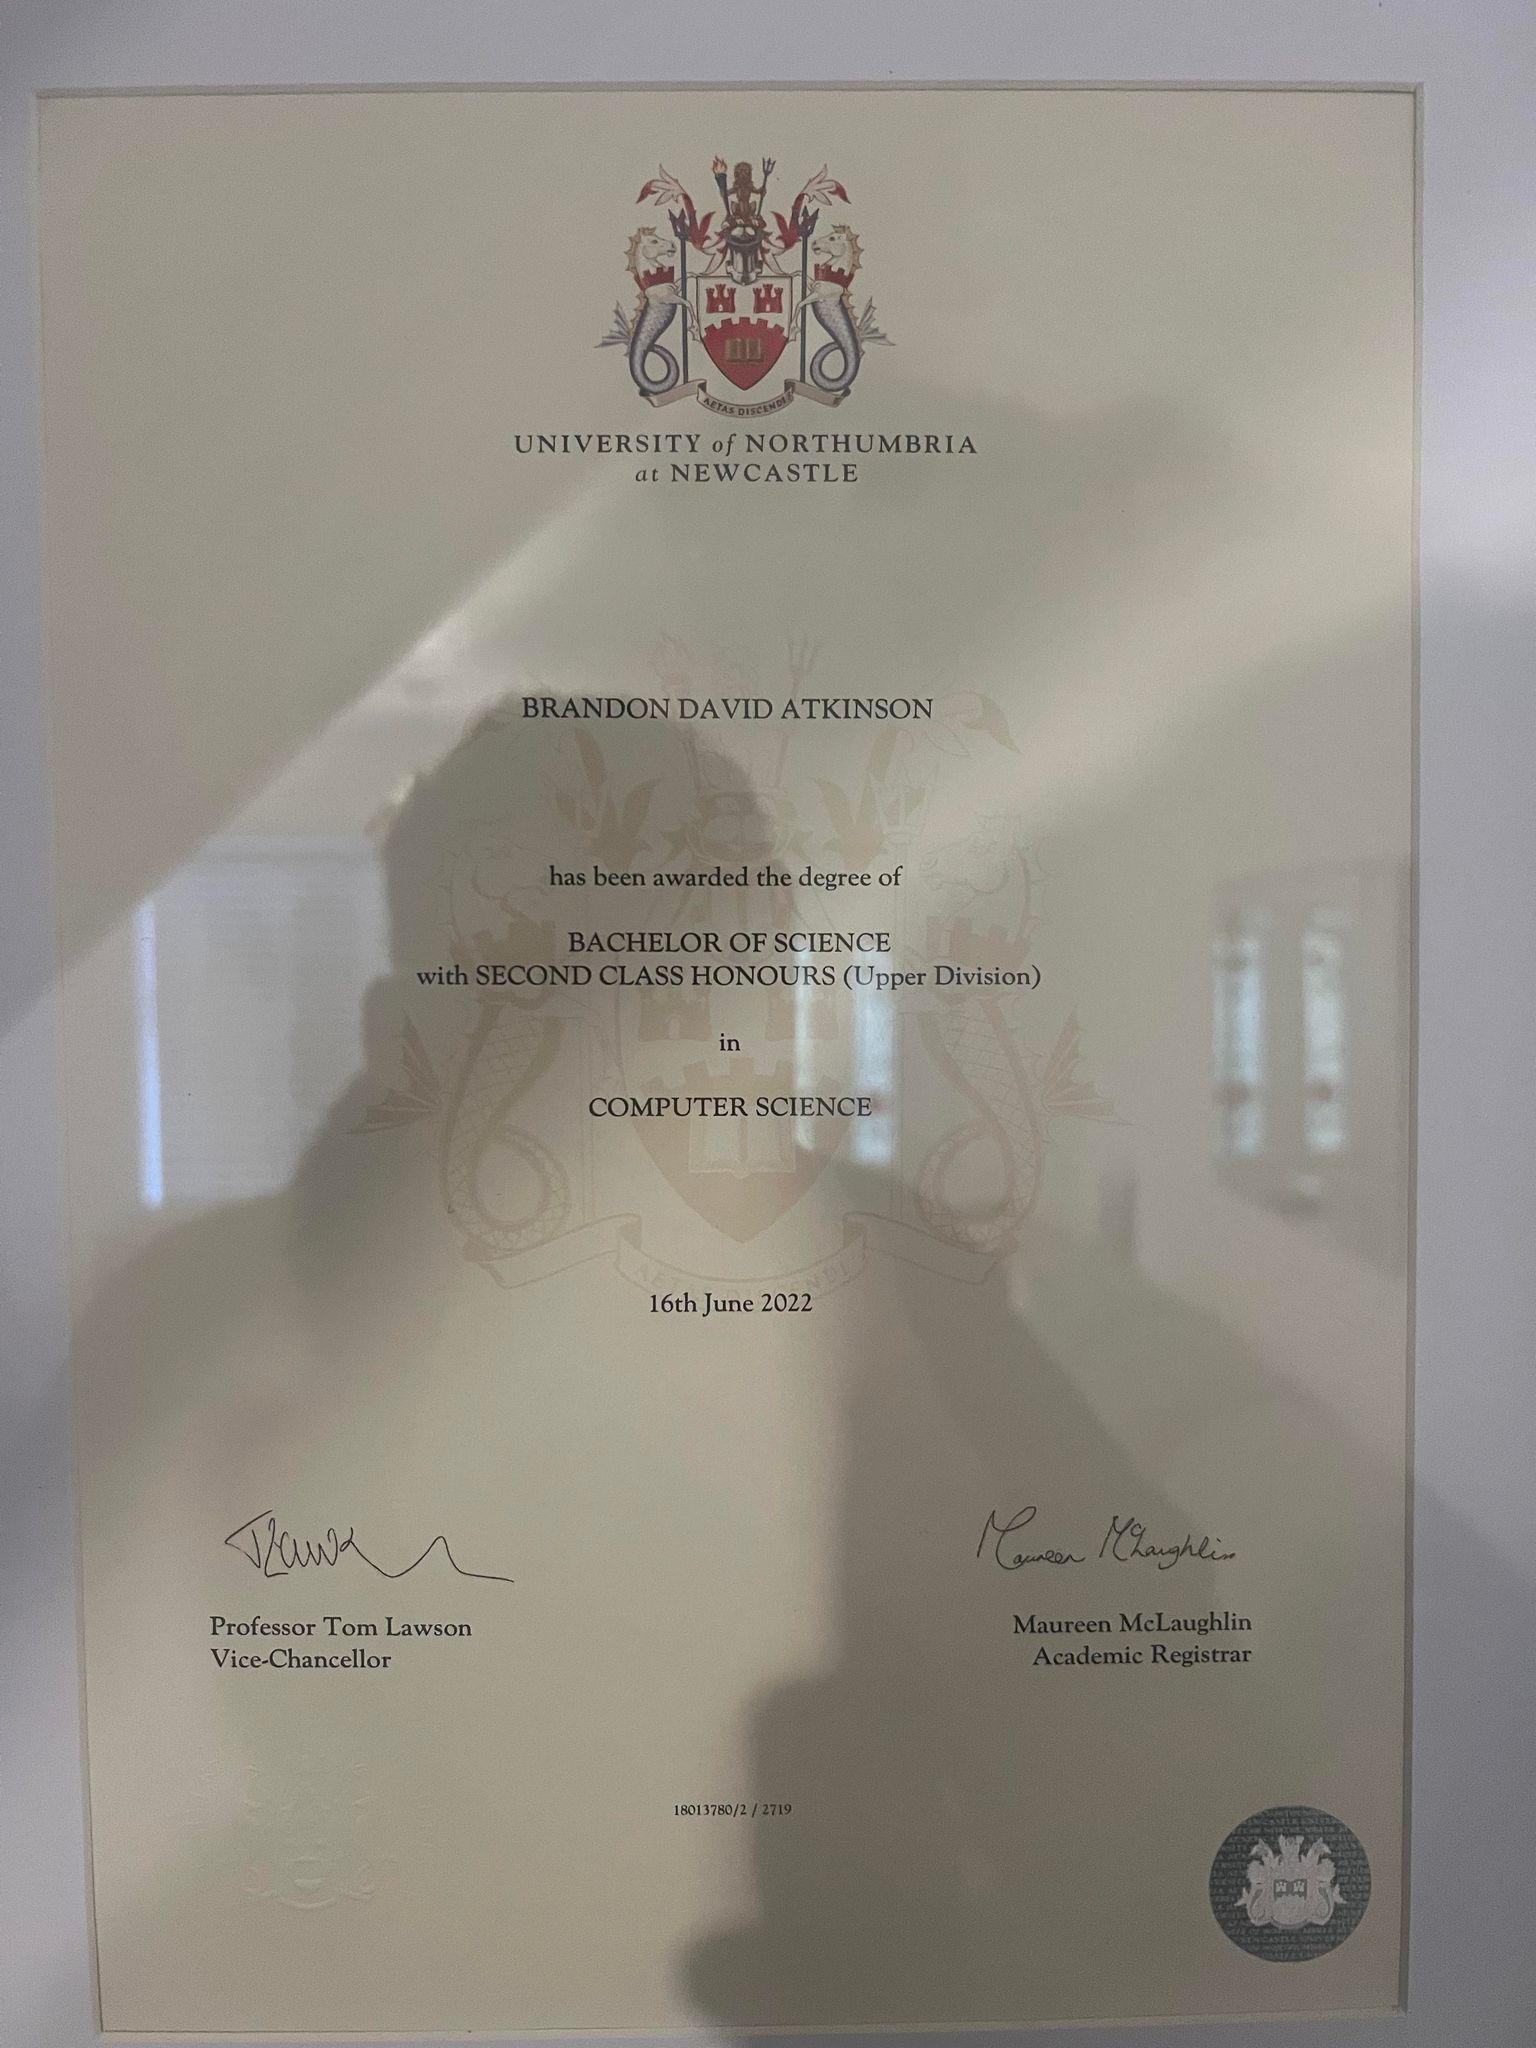 AETAS DISCENDI
UNIVERSITY of NORTHUMBRIA
at NEWCASTLE
BRANDON DAVID ATKINSON
has been awarded the degree of
BACHELOR OF SCIENCE
with SECOND CLASS HONOURS (Upper Division)
in
COMPUTER SCIENCE
16th June 2022
Maureen McLaughlin
Professor Tom Lawson
Vice-Chancellor
Maureen McLaughlin
Academic Registrar
18013780/2 / 2719